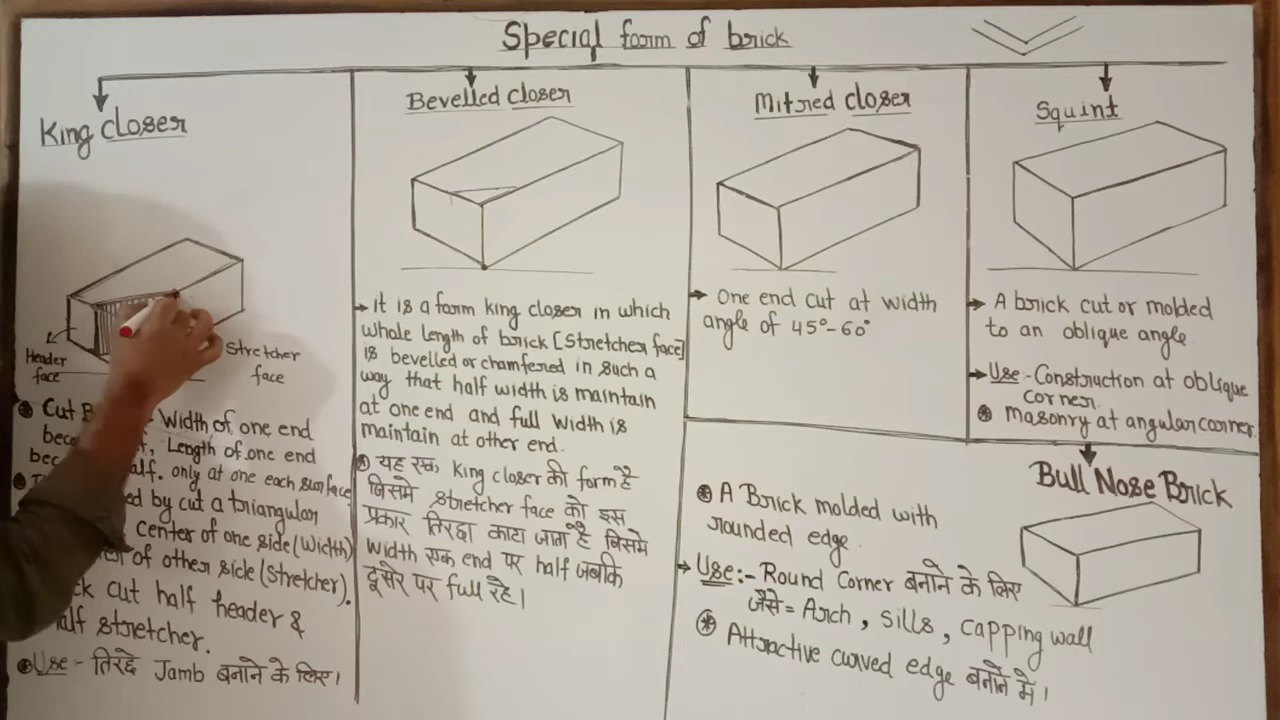 Special form of brick
King closer
Header
face
Stretcher
face
Cut Width of one end
Length of one end
only at one each surface
by cut a triangular
center of one side (width)
of other side (stretcher).
cut half header &
stretcher.
Use:- तिरछे Jamb बनाने के लिए।
Bevelled closer
→ it is a form king closer in which
whole length of brick [Stretcher face]
is bevelled or chamfered in such a
way that half width is maintain
at one end and full width is
maintain at other end.
यह एक King closer की form है
जिसमे stretcher face को इस
प्रकार तिरछा काटा जाता है जिसमे
width एक end पर half जबकि
दूसरे पर full रहे।
Mitred closer
→ One end cut at width
angle of 45°-60°
Squint
→ A brick cut or molded
to an oblique angle.
→ Use:- Construction at oblique
corner.
masonry at angular corner.
Bull Nose Brick
A Brick molded with
rounded edge.
→ Use:- Round Corner बनाने के लिए
जैसे = Arch, sills, capping wall
Attractive curved edge बनाने मे।